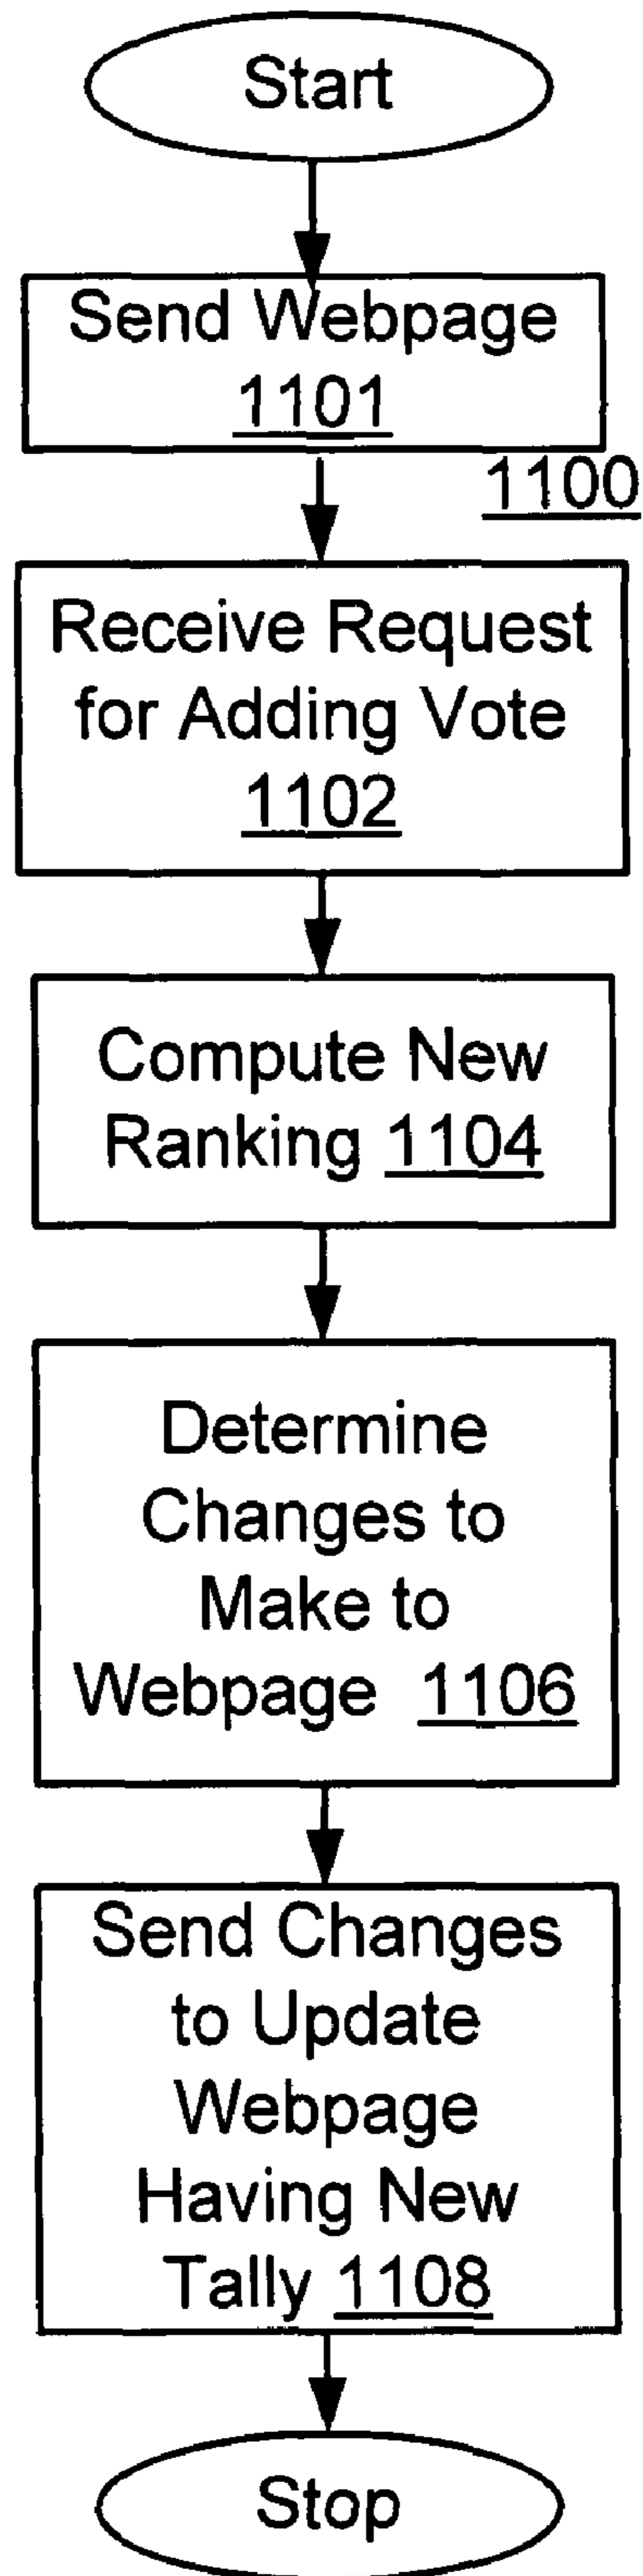 Start
Send Webpage
1101
1100
Receive Request
for Adding Vote
1102
Compute New
Ranking 1104
Determine
Changes to
Make to
Webpage 1106
Send Changes
to Update
Webpage
Having New
Tally 1108
Stop